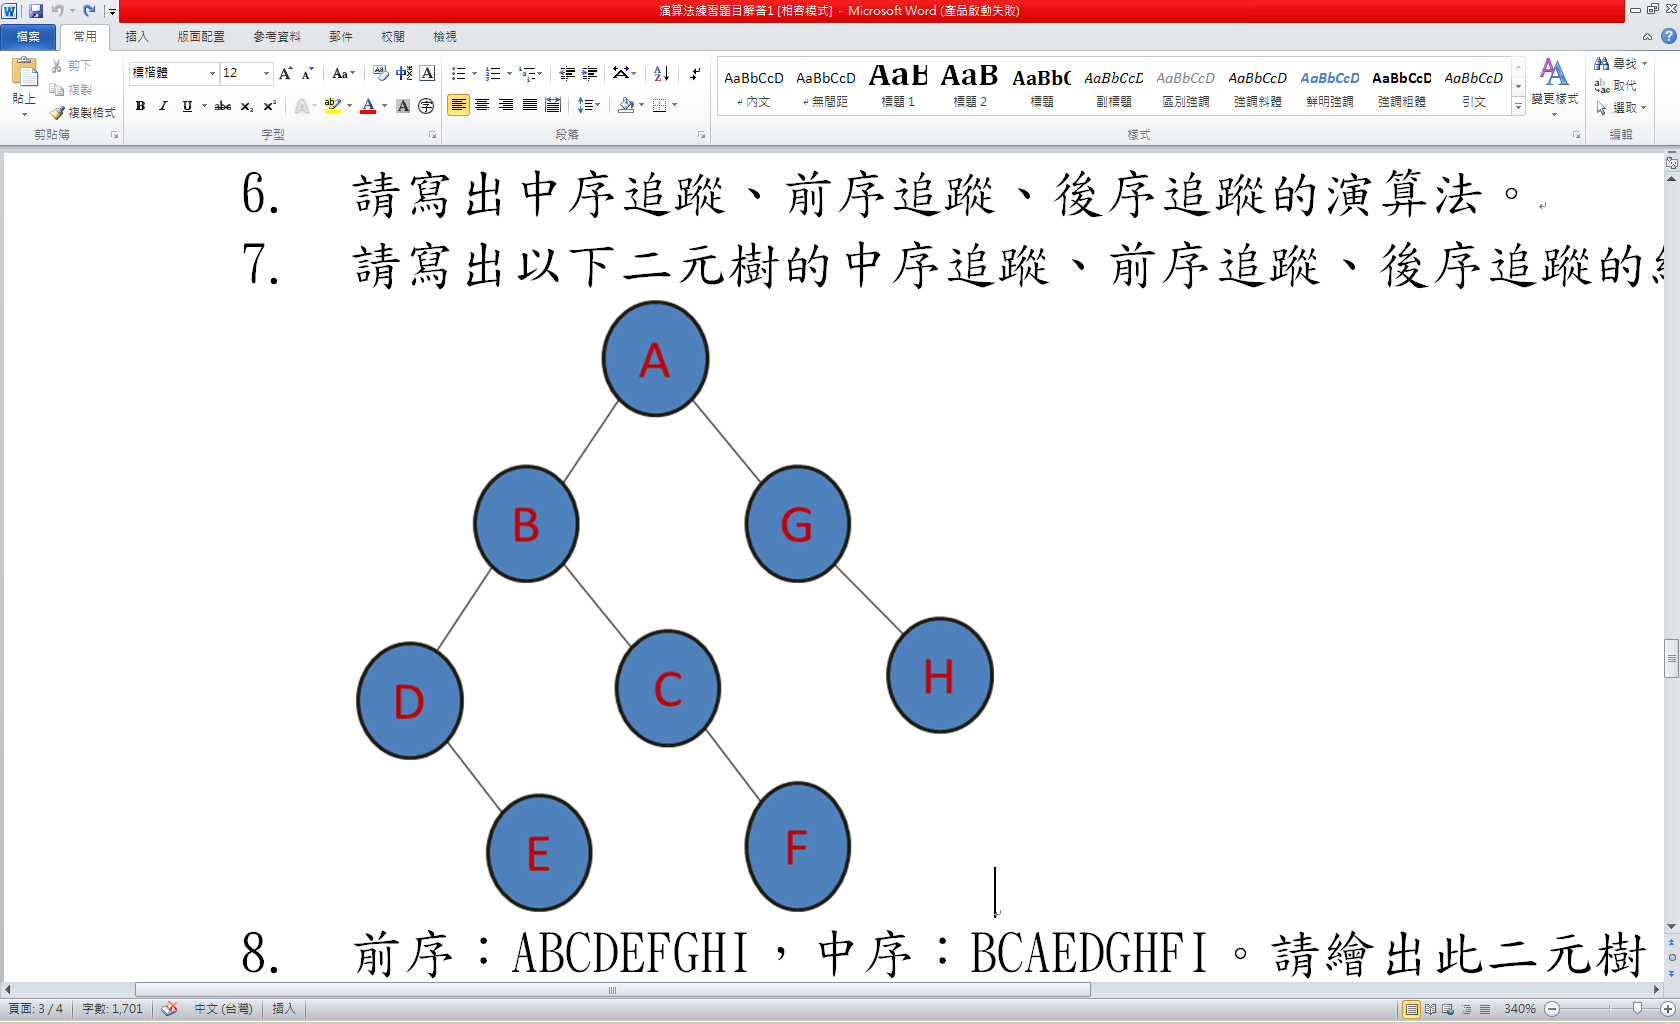 演算法練習題目解答1 [相容模式] - Microsoft Word (產品啟動失敗)
檔案 常用 插入 版面配置 參考資料 郵件 校閱 檢視
貼上 剪下 複製 複製格式
標楷體 12
AaBbCcD AaBbCcD AaB AaB AaBbC AaBbCcD AaBbCcD AaBbCcD AaBbCcD AaBbCcD AaBbCcD
內文 無間距 標題 1 標題 2 標題 副標題 區別強調 強調斜體 鮮明強調 強調粗體 引文
變更樣式
尋找
取代
選取
剪貼簿 字型 段落 樣式 編輯
6. 請寫出中序追蹤、前序追蹤、後序追蹤的演算法。
7. 請寫出以下二元樹的中序追蹤、前序追蹤、後序追蹤的
A
B G
D C H
E F
8. 前序：ABCDEFGHI，中序：BCAEDGHFI。請繪出此二元樹
頁面: 3 / 4 字數: 1,701 中文 (台灣) 插入 340%